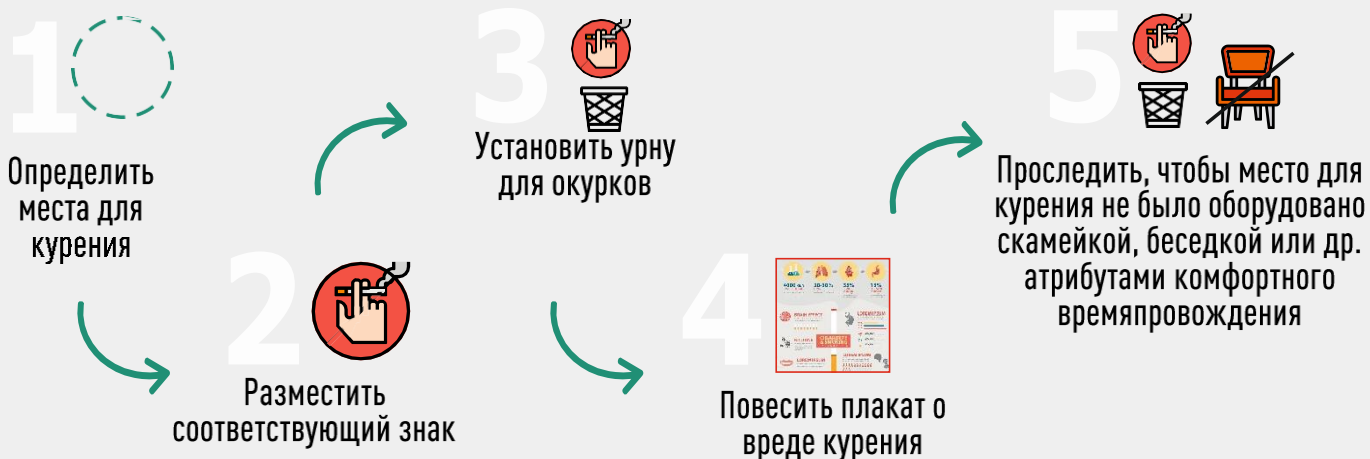 1
Определить
места для
курения
2
Разместить
соответствующий знак
3
Установить урну
для окурков
4
Повесить плакат о
вреде курения
5
Проследить, чтобы место для
курения не было оборудовано
скамейкой, беседкой или др.
атрибутами комфортного
времяпровождения